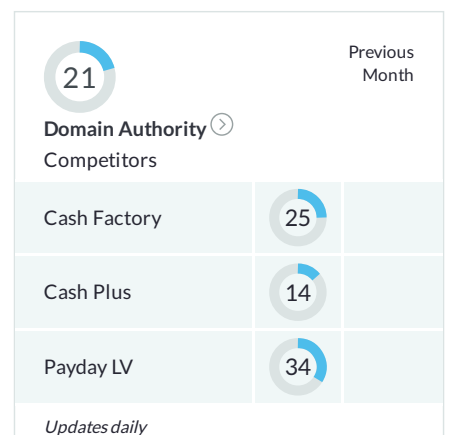 21
Previous
Month
Domain Authority
Competitors
Cash Factory 25
Cash Plus 14
Payday LV 34
Updates daily